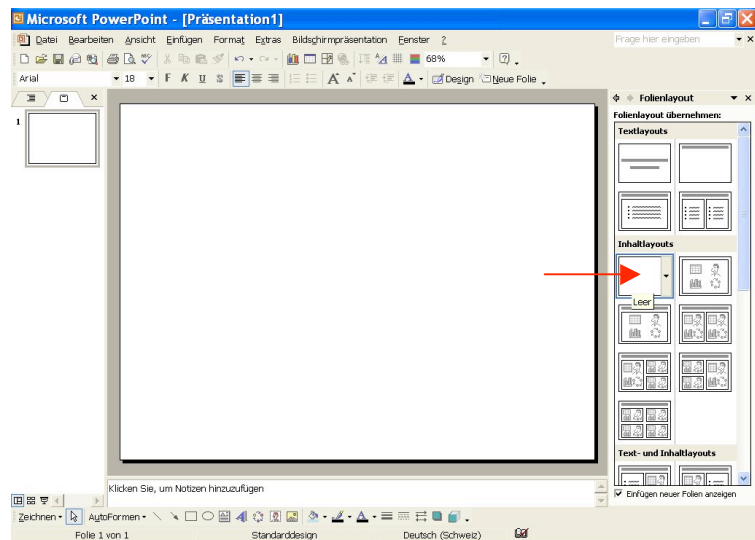 Microsoft PowerPoint - [Präsentation1]
Datei Bearbeiten Ansicht Einfügen Format Extras Bildschirmpräsentation Fenster ?
Frage hier eingeben
68%
Arial 18 F K U S Design Neue Folie
Folienlayout
Folienlayout übernehmen:
Textlayouts
1
Inhaltlayouts
Leer
Text- und Inhaltlayouts
Klicken Sie, um Notizen hinzuzufügen
Einfügen neuer Folien anzeigen
Zeichnen AutoFormen
Folie 1 von 1 Standarddesign Deutsch (Schweiz)